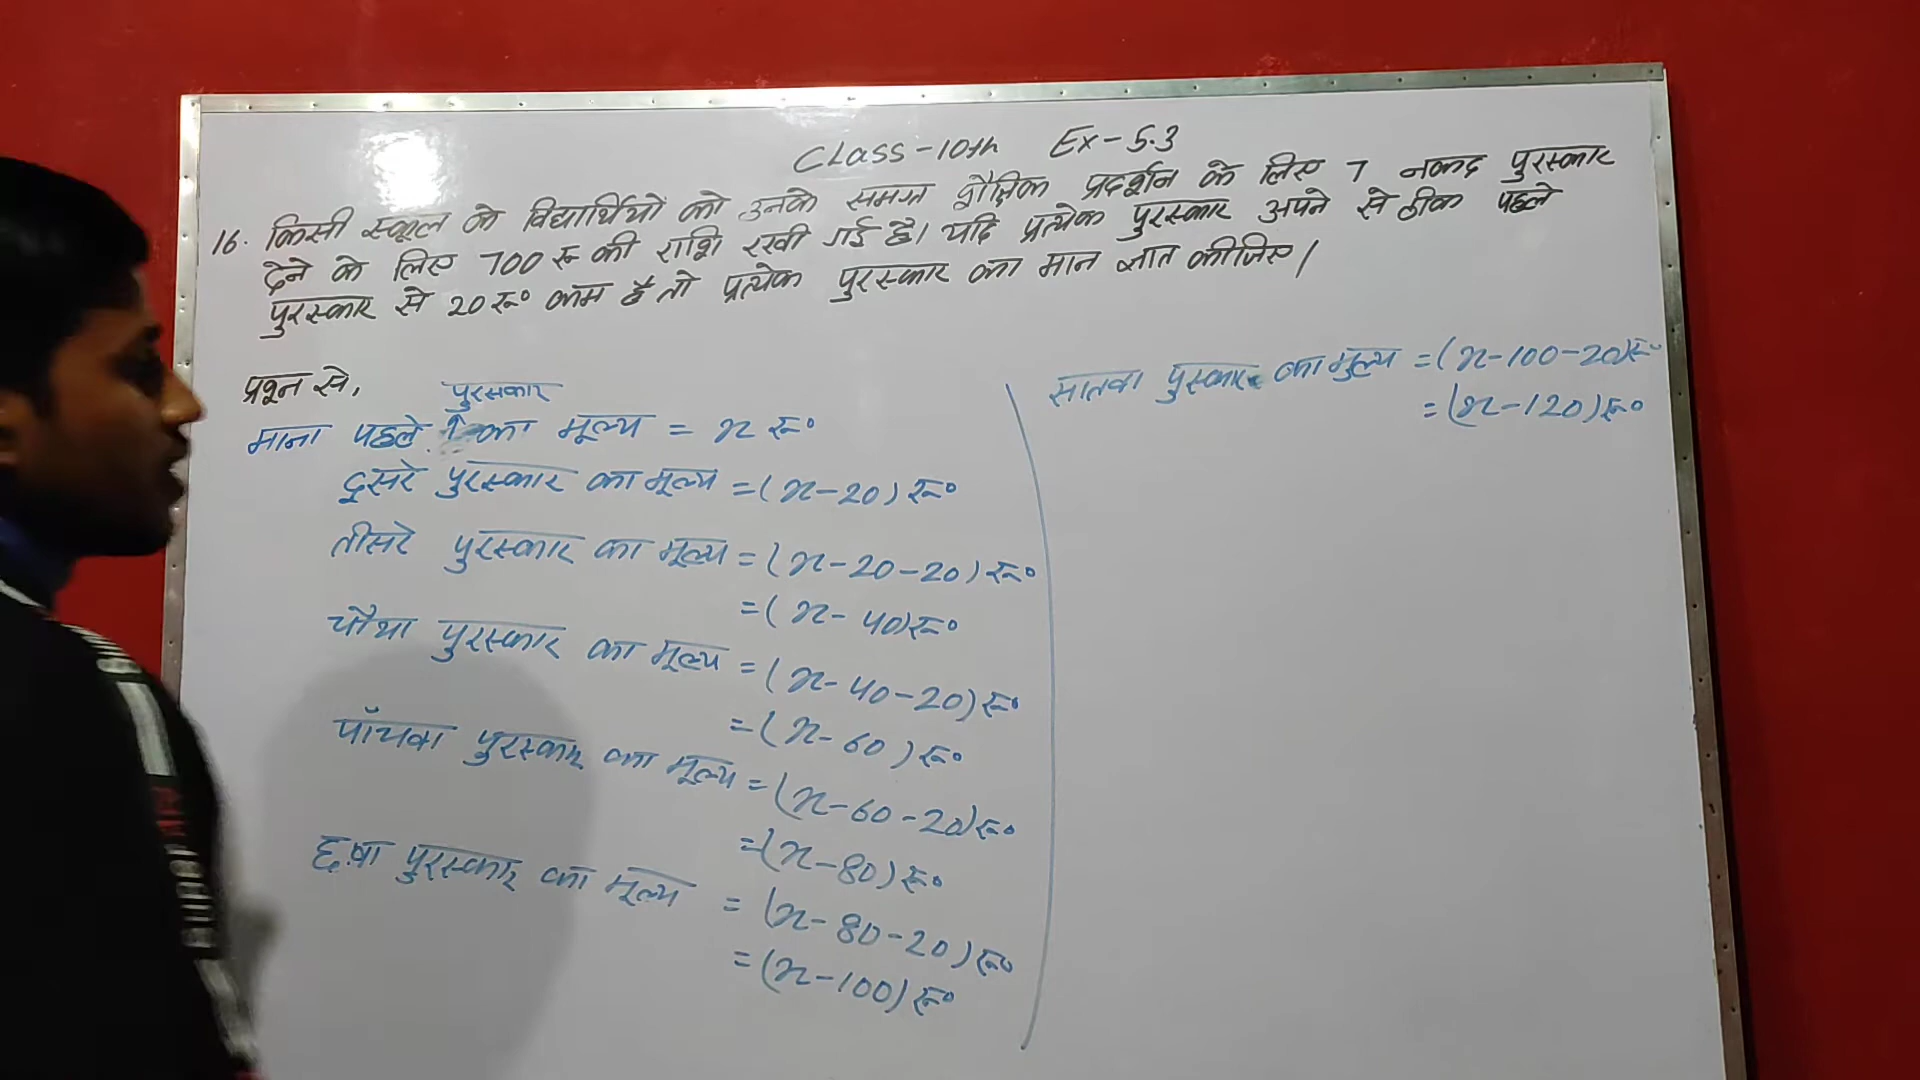 Class-10th Ex-5.3
16. किसी स्कूल के विद्यार्थियों को उनके समग्र शैक्षिक प्रदर्शन के लिए 7 नकद पुरस्कार
देने के लिए 700 रू की राशि रखी गई है। यदि प्रत्येक पुरस्कार अपने से ठीक पहले
पुरस्कार से 20 रू० कम है तो प्रत्येक पुरस्कार का मान ज्ञात कीजिए।
प्रश्न से,
पुरसकार
माना पहले ↑ का मूल्य = x रू०
दुसरे पुरस्कार का मूल्य = (x-20) रू०
तीसरे पुरस्कार का मूल्य = (x-20-20) रू०
= (x-40) रू०
चौथा पुरस्कार का मूल्य = (x-40-20) रू०
= (x-60) रू०
पाँचवा पुरस्कार का मूल्य = (x-60-20) रू०
= (x-80) रू०
छ्ठा पुरस्कार का मूल्य = (x-80-20) रू०
= (x-100) रू०
सातवा पुरस्कार का मुल्य = (x-100-20) रू०
= (x-120) रू०